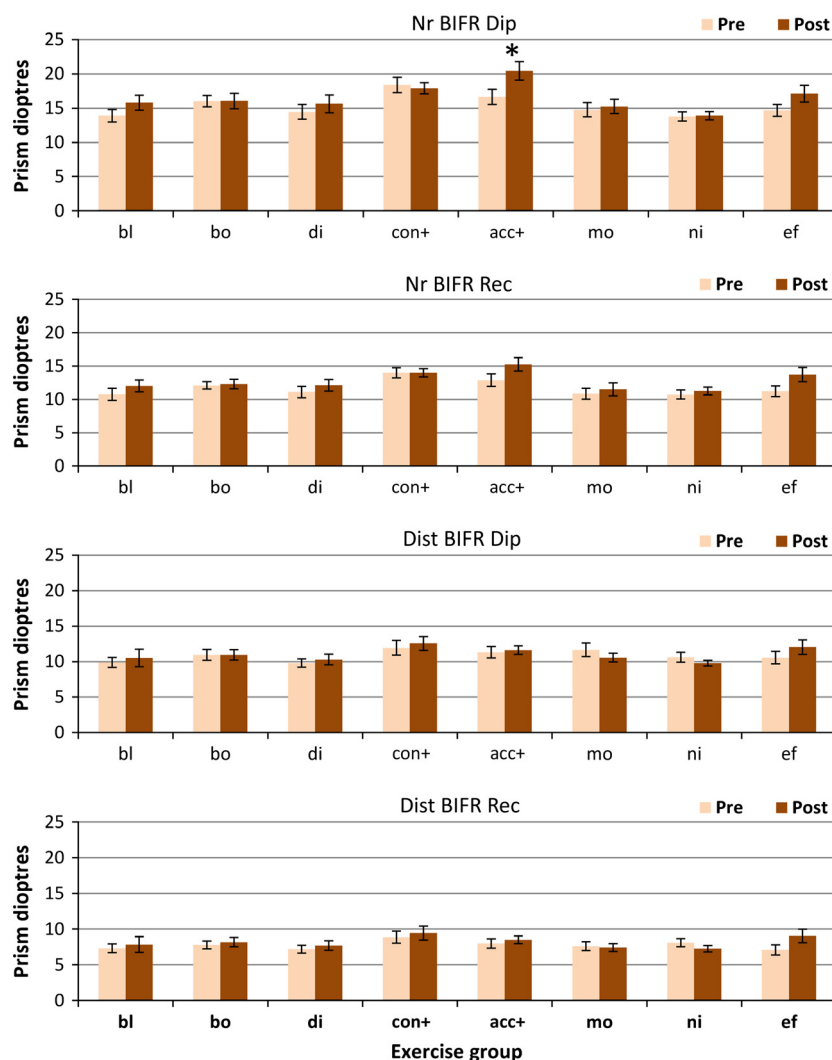 Nr BIFR Dip
Pre Post
Prism dioptres
25
20
15
10
5
0
*
bl bo di con+ acc+ mo ni ef
Nr BIFR Rec
Pre Post
Prism dioptres
25
20
15
10
5
0
bl bo di con+ acc+ mo ni ef
Dist BIFR Dip
Pre Post
Prism dioptres
25
20
15
10
5
0
bl bo di con+ acc+ mo ni ef
Dist BIFR Rec
Pre Post
Prism dioptres
25
20
15
10
5
0
bl bo di con+ acc+ mo ni ef
Exercise group